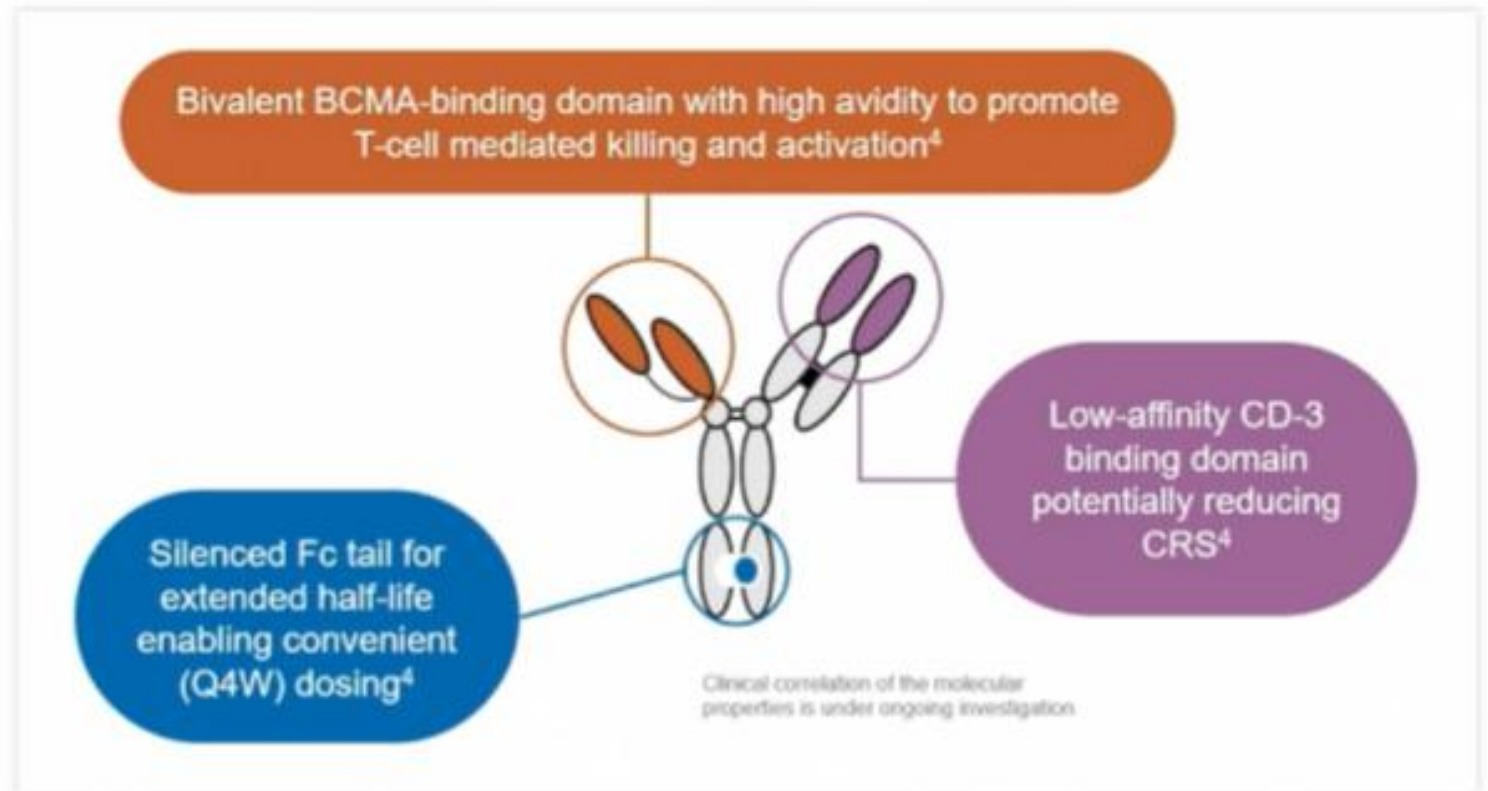 Bivalent BCMA-binding domain with high avidity to promote
T-cell mediated killing and activation⁴
Low-affinity CD-3
binding domain
potentially reducing
CRS⁴
Silenced Fc tail for
extended half-life
enabling convenient
(Q4W) dosing⁴
Clinical correlation of the molecular
properties is under ongoing investigation